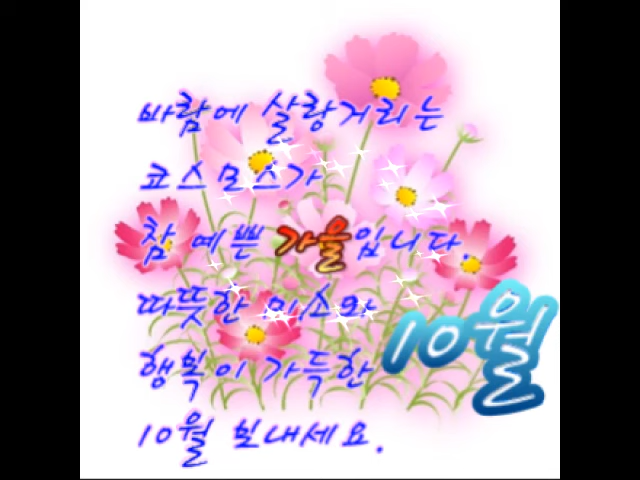 바람에 살랑거리는
코스모스가
참 예쁜 가을입니다
따뜻한 미소와
행복이 가득한
10월 보내세요.
10월